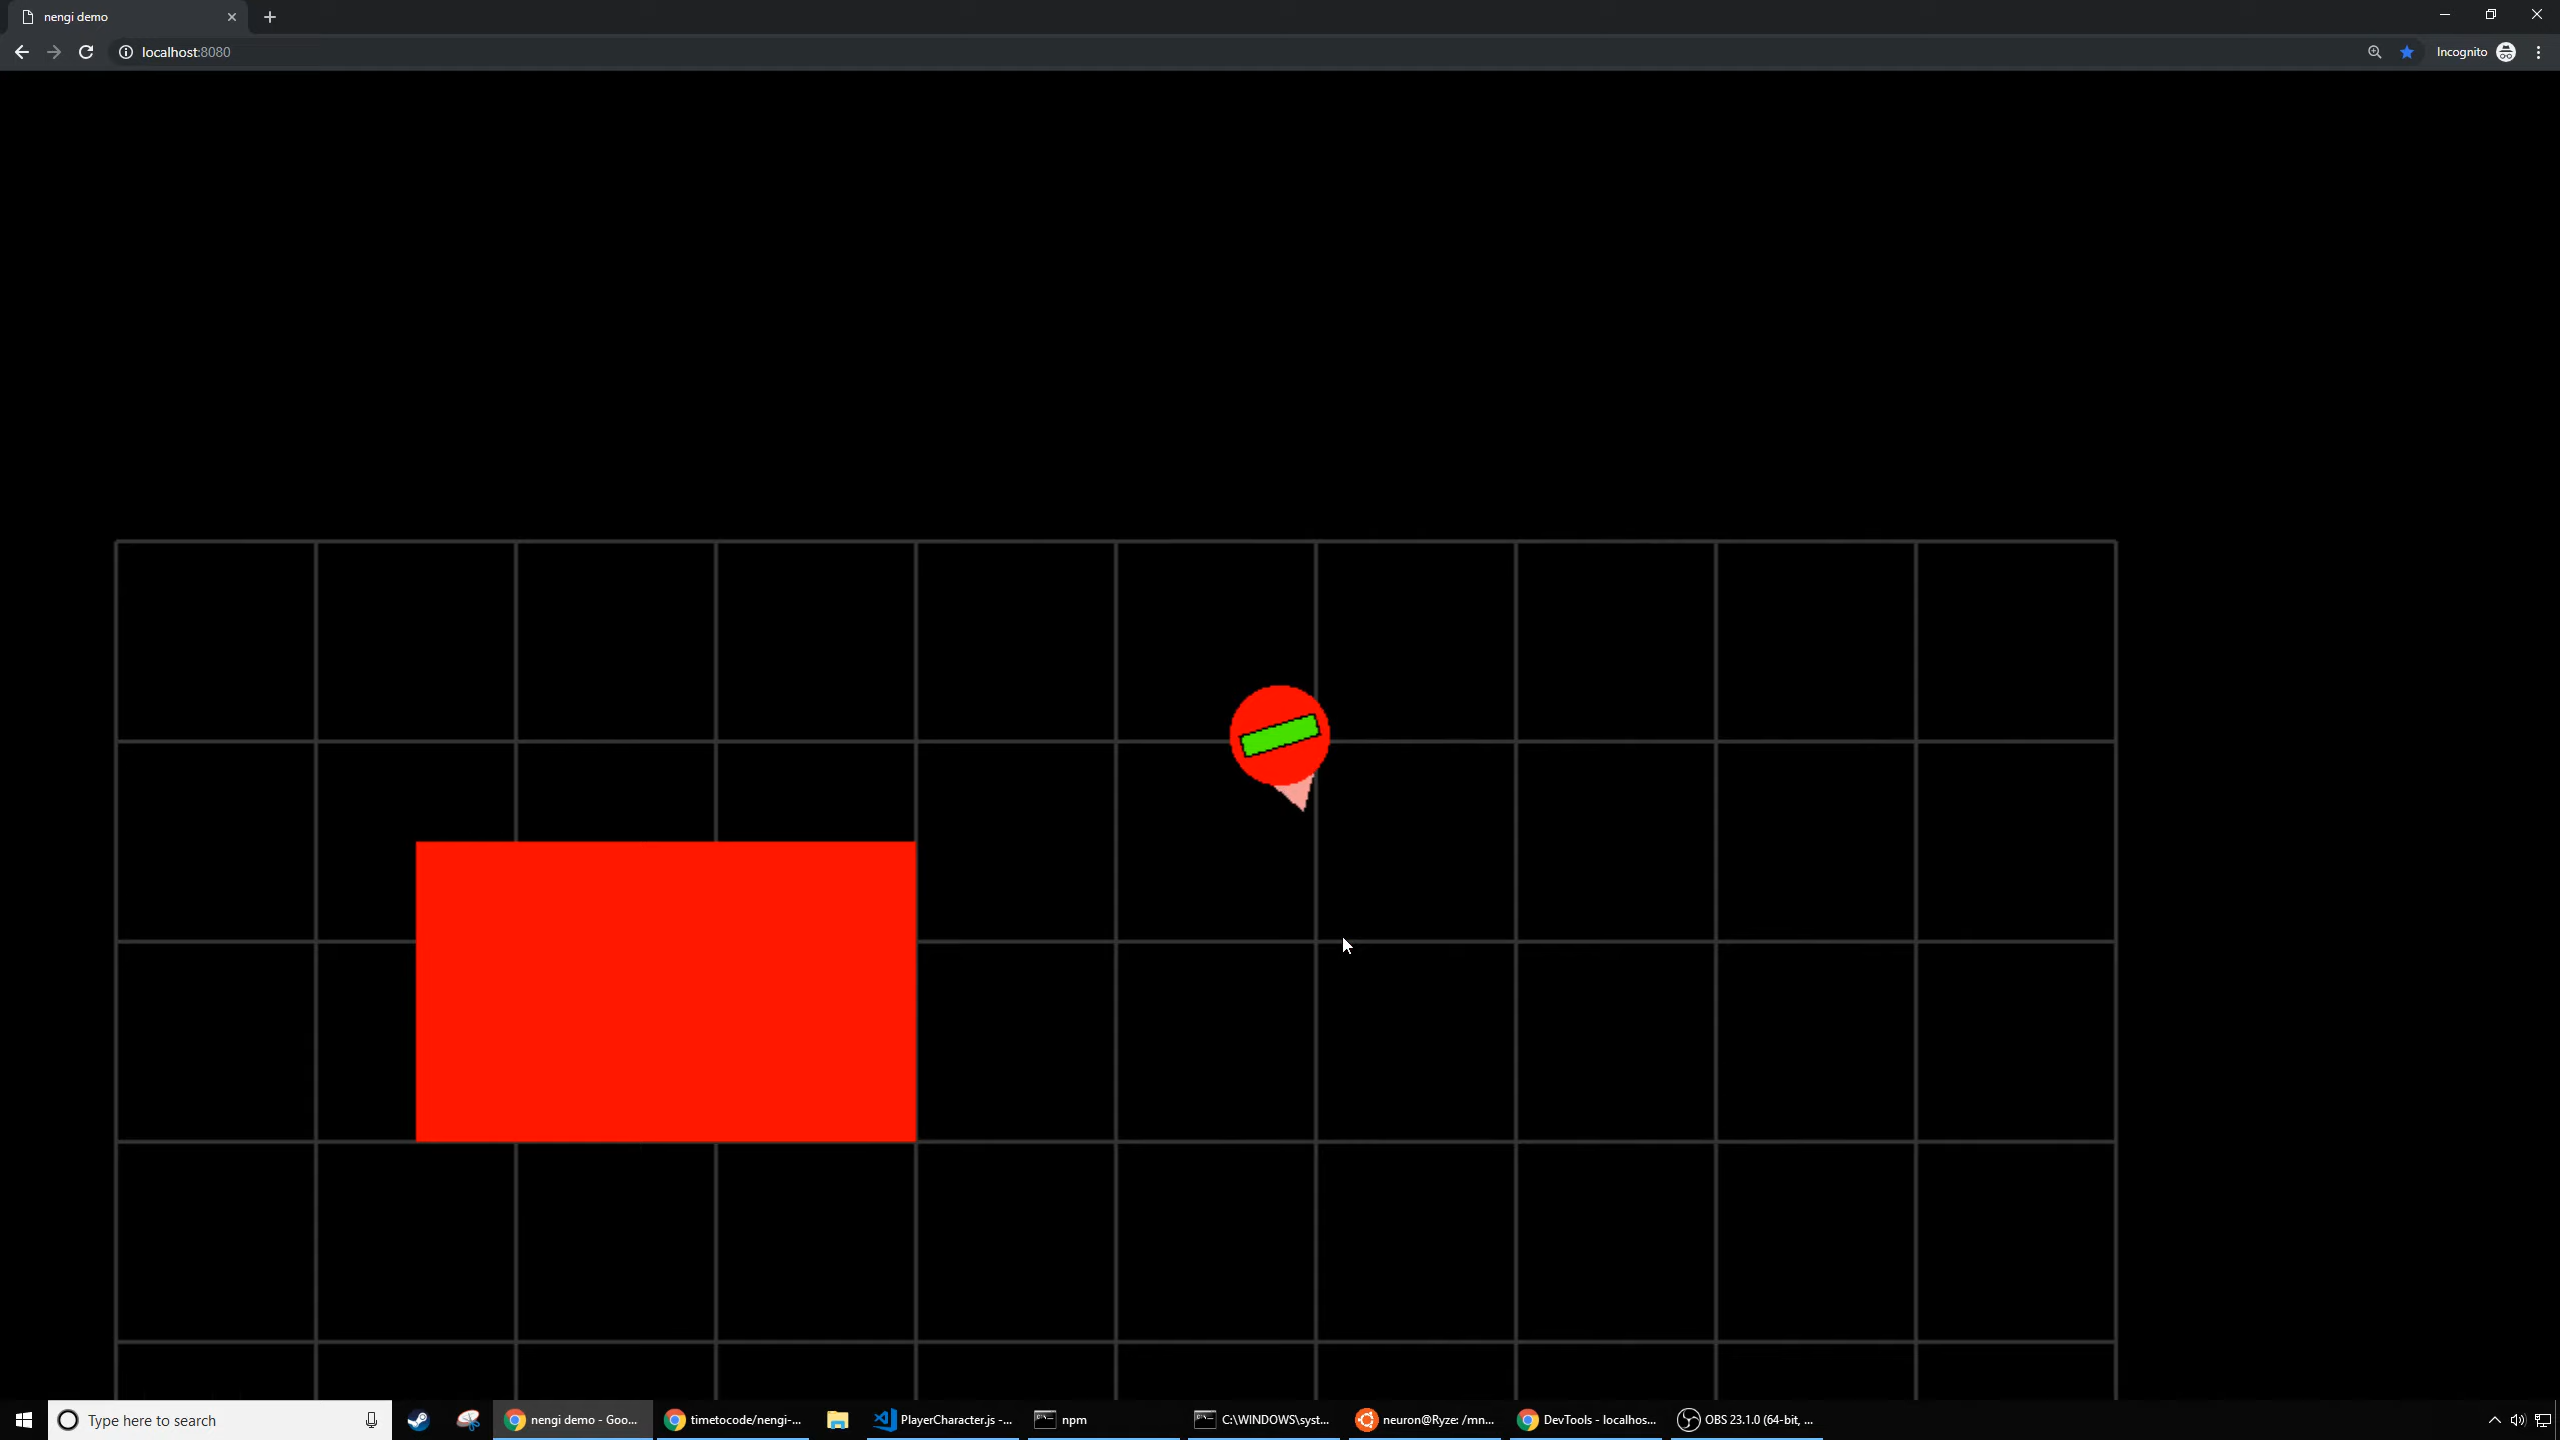 nengi demo
localhost:8080
Incognito
Type here to search
nengi demo - Goo...
timetocode/nengi-...
PlayerCharacter.js -...
npm
C:\WINDOWS\syst...
neuron@Ryze: /mn...
DevTools - localhos...
OBS 23.1.0 (64-bit, ...